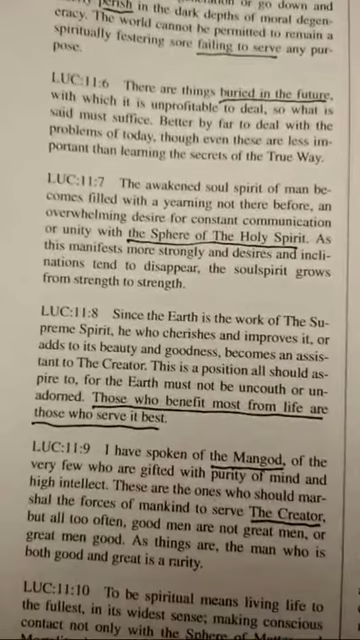 perish in the dark depths of moral degen-
eracy. The world cannot be permitted to remain a
spiritually festering sore failing to serve any pur-
pose.
LUC:11:6 There are things buried in the future,
with which it is unprofitable to deal, so what is
said must suffice. Better by far to deal with the
problems of today, though even these are less im-
portant than learning the secrets of the True Way.
LUC:11:7 The awakened soul spirit of man be-
comes filled with a yearning not there before, an
overwhelming desire for constant communication
or unity with the Sphere of The Holy Spirit. As
this manifests more strongly and desires and incli-
nations tend to disappear, the soulspirit grows
from strength to strength.
LUC:11:8 Since the Earth is the work of The Su-
preme Spirit, he who cherishes and improves it, or
adds to its beauty and goodness, becomes an assis-
tant to The Creator. This is a position all should as-
pire to, for the Earth must not be uncouth or un-
adorned. Those who benefit most from life are
those who serve it best.
LUC:11:9 I have spoken of the Mangod, of the
very few who are gifted with purity of mind and
high intellect. These are the ones who should mar-
shal the forces of mankind to serve The Creator,
but all too often, good men are not great men, or
great men good. As things are, the man who is
both good and great is a rarity.
LUC:11:10 To be spiritual means living life to
the fullest, in its widest sense; making conscious
contact not only with the Sphere of